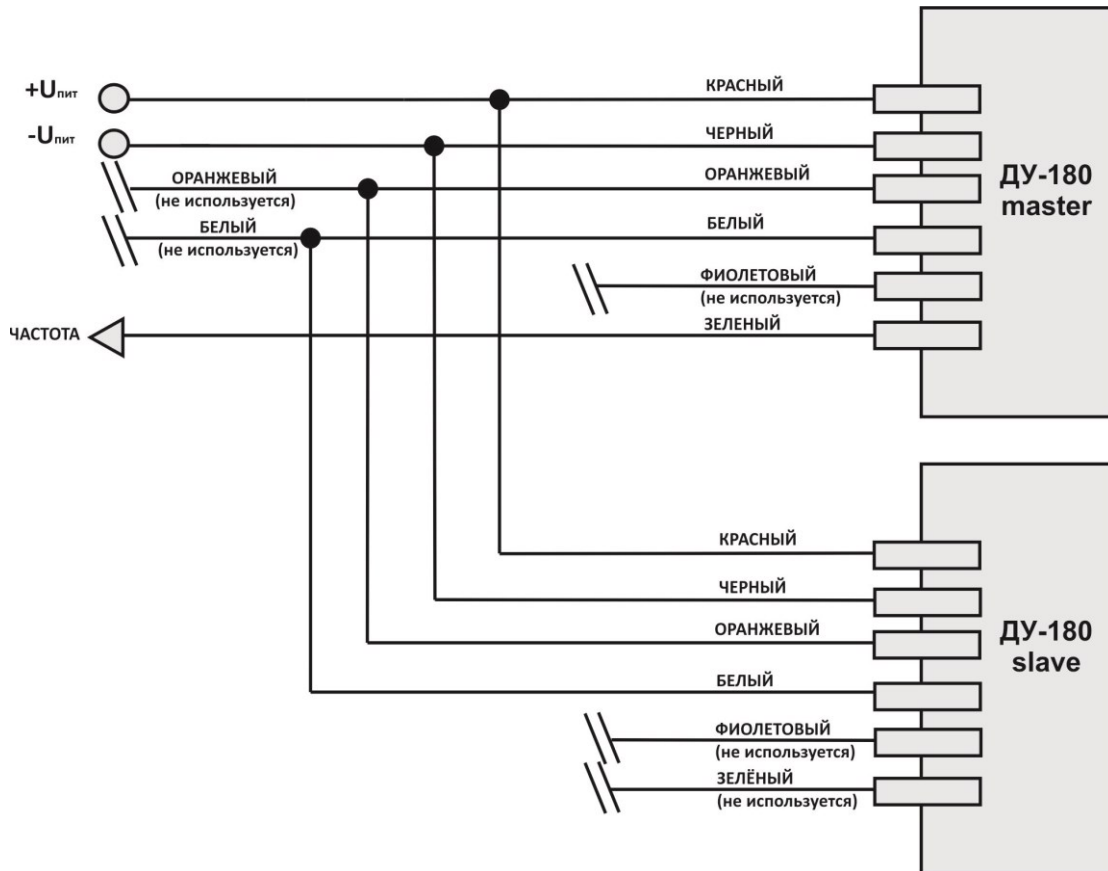 +Uпит
КРАСНЫЙ
-Uпит
ЧЕРНЫЙ
ОРАНЖЕВЫЙ
(не используется)
ОРАНЖЕВЫЙ
БЕЛЫЙ
(не используется)
БЕЛЫЙ
ФИОЛЕТОВЫЙ
(не используется)
ЧАСТОТА
ЗЕЛЕНЫЙ
ДУ-180
master
КРАСНЫЙ
ЧЕРНЫЙ
ОРАНЖЕВЫЙ
БЕЛЫЙ
ФИОЛЕТОВЫЙ
(не используется)
ЗЕЛЁНЫЙ
(не используется)
ДУ-180
slave